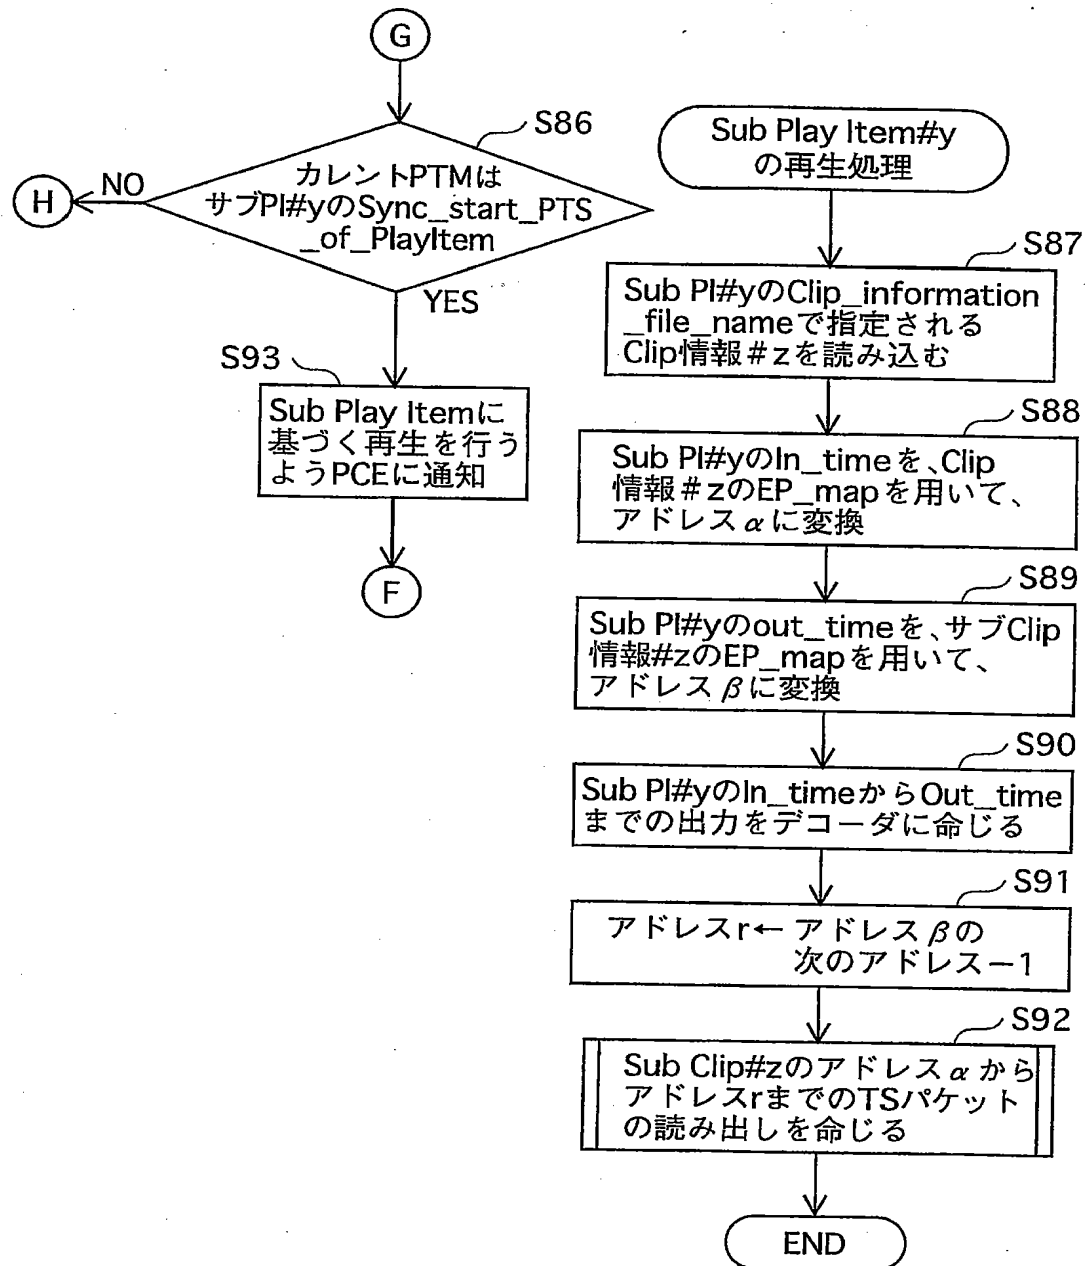 G
S86
カレントPTMは
サブPI#yのSync_start_PTS
_of_PlayItem
NO
H
YES
S93
Sub Play Itemに
基づく再生を行う
ようPCEに通知
F
Sub Play Item#y
の再生処理
S87
Sub PI#yのClip_information
_file_nameで指定される
Clip情報#zを読み込む
S88
Sub PI#yのIn_timeを、Clip
情報#zのEP_mapを用いて、
アドレスαに変換
S89
Sub PI#yのout_timeを、サブClip
情報#zのEP_mapを用いて、
アドレスβに変換
S90
Sub PI#yのIn_timeからOut_time
までの出力をデコーダに命じる
S91
アドレスr← アドレスβの
次のアドレス−1
S92
Sub Clip#zのアドレスαから
アドレスrまでのTSパケット
の読み出しを命じる
END